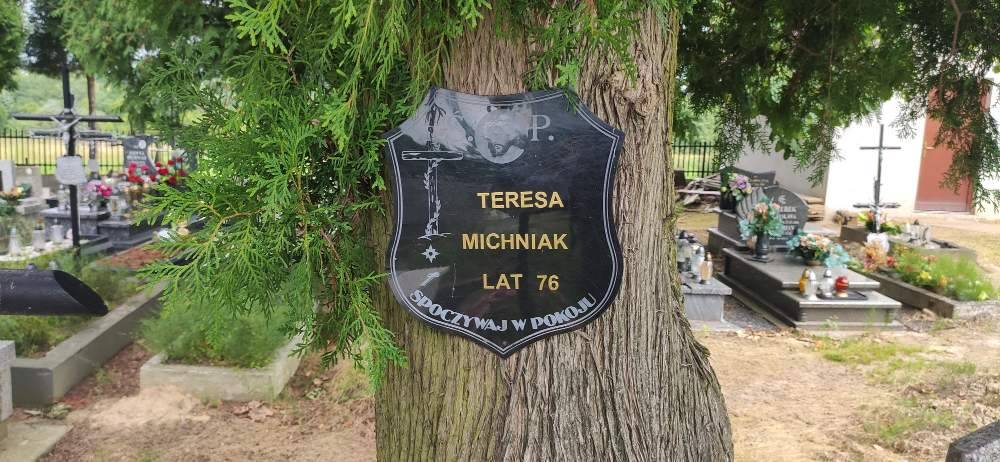 P.
TERESA
MICHNIAK
LAT 76
SPOCZYWAJ W POKOJU